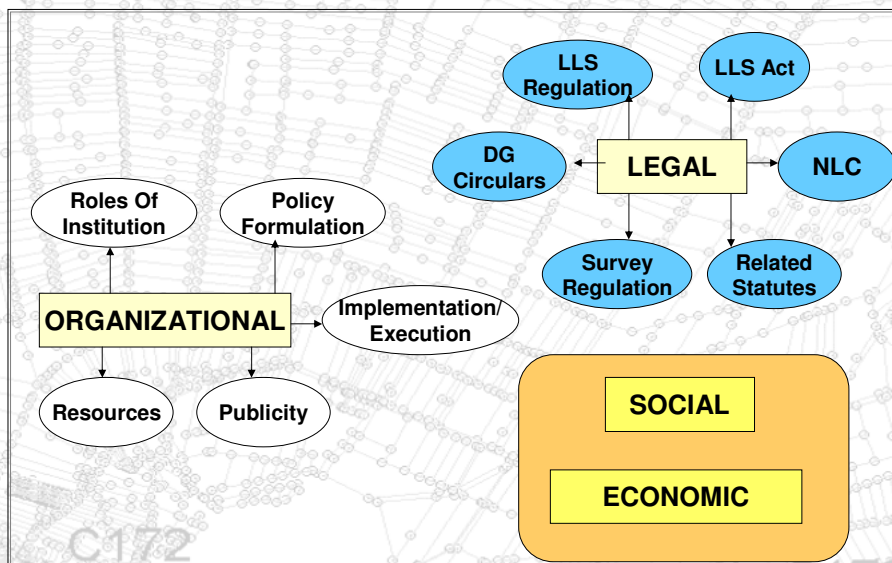 LLS
Regulation
LLS Act
DG
Circulars
LEGAL
NLC
Survey
Regulation
Related
Statutes
Roles Of
Institution
Policy
Formulation
ORGANIZATIONAL
Implementation/
Execution
Resources
Publicity
SOCIAL
ECONOMIC
C172